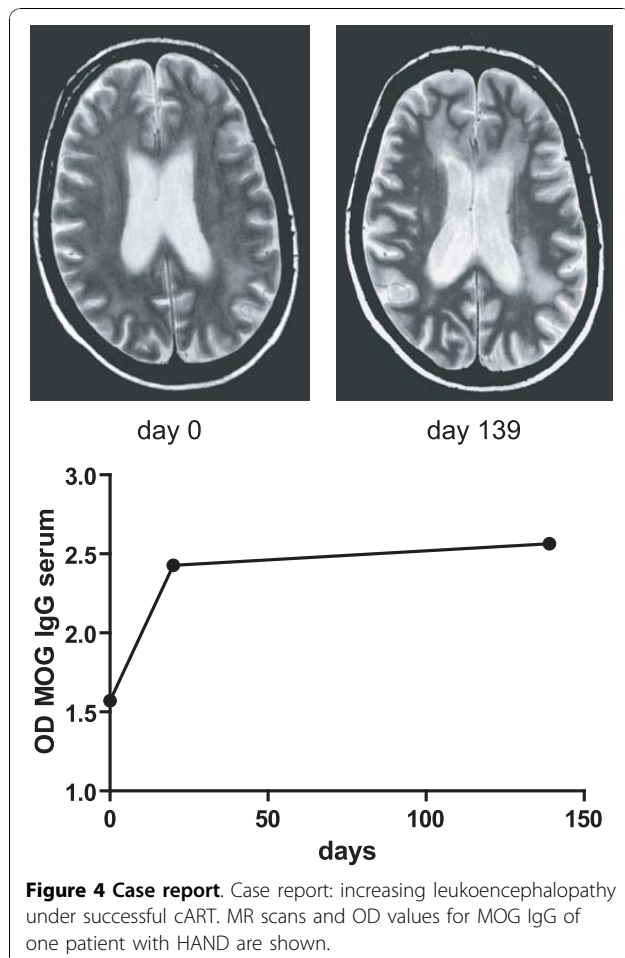 day 0
day 139
3.0
2.5
2.0
1.5
1.0
OD MOG IgG serum
0
50
100
150
days
Figure 4 Case report. Case report: increasing leukoencephalopathy
under successful cART. MR scans and OD values for MOG IgG of
one patient with HAND are shown.